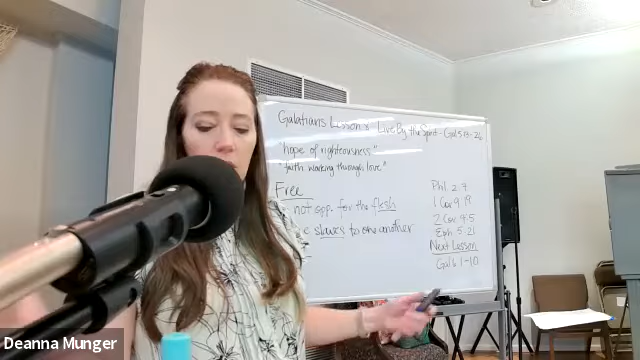 Galatians Lesson 8 - Live By the Spirit - Gal 5:13-26
"hope of righteousness"
"faith working through love"
Free
not opp. for the flesh
slaves to one another
Phil 2:7
1 Cor 9:19
2 Cor 4:5
Eph 5:21
Next Lesson
Gal 6:1-10
Deanna Munger